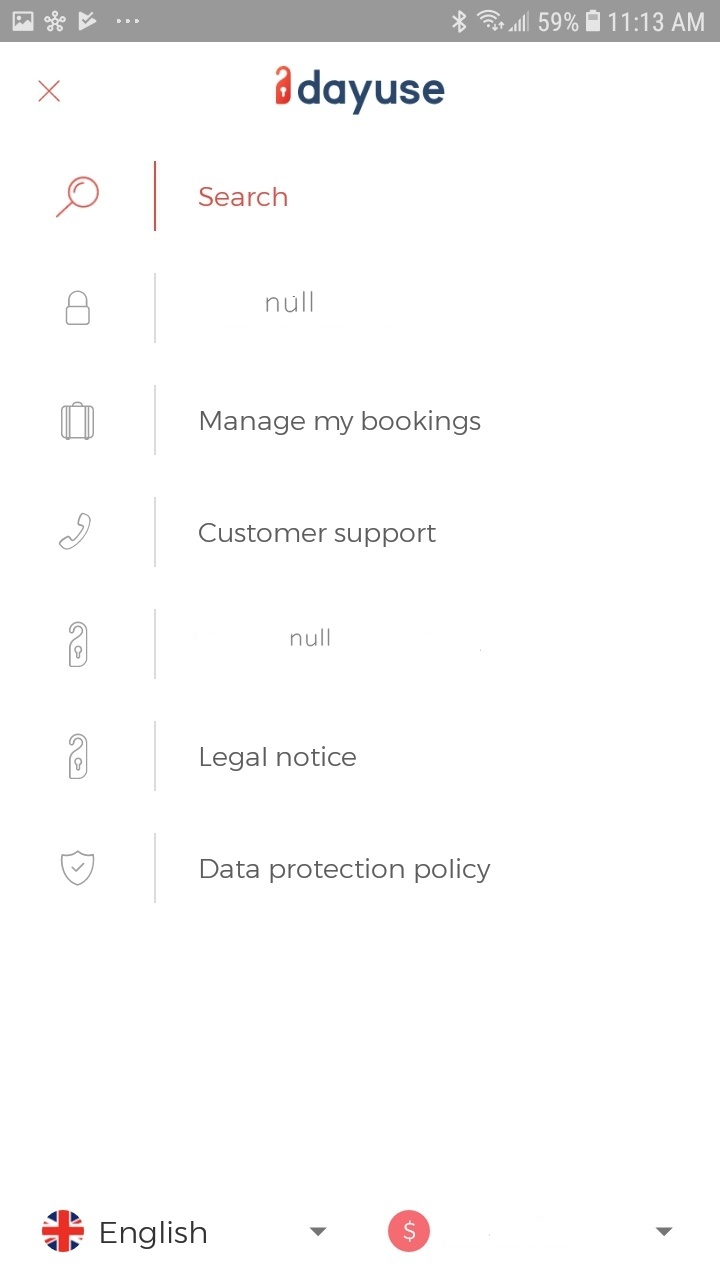 59% 11:13 AM
dayuse
Search
null
Manage my bookings
Customer support
null
Legal notice
Data protection policy
English
$